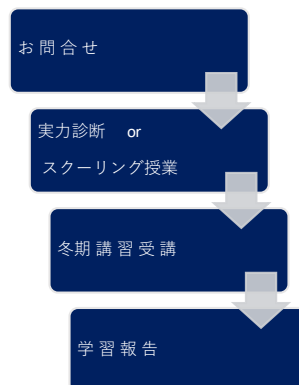 お問合せ
実力診断 or
スクーリング授業
冬期講習受講
学習報告